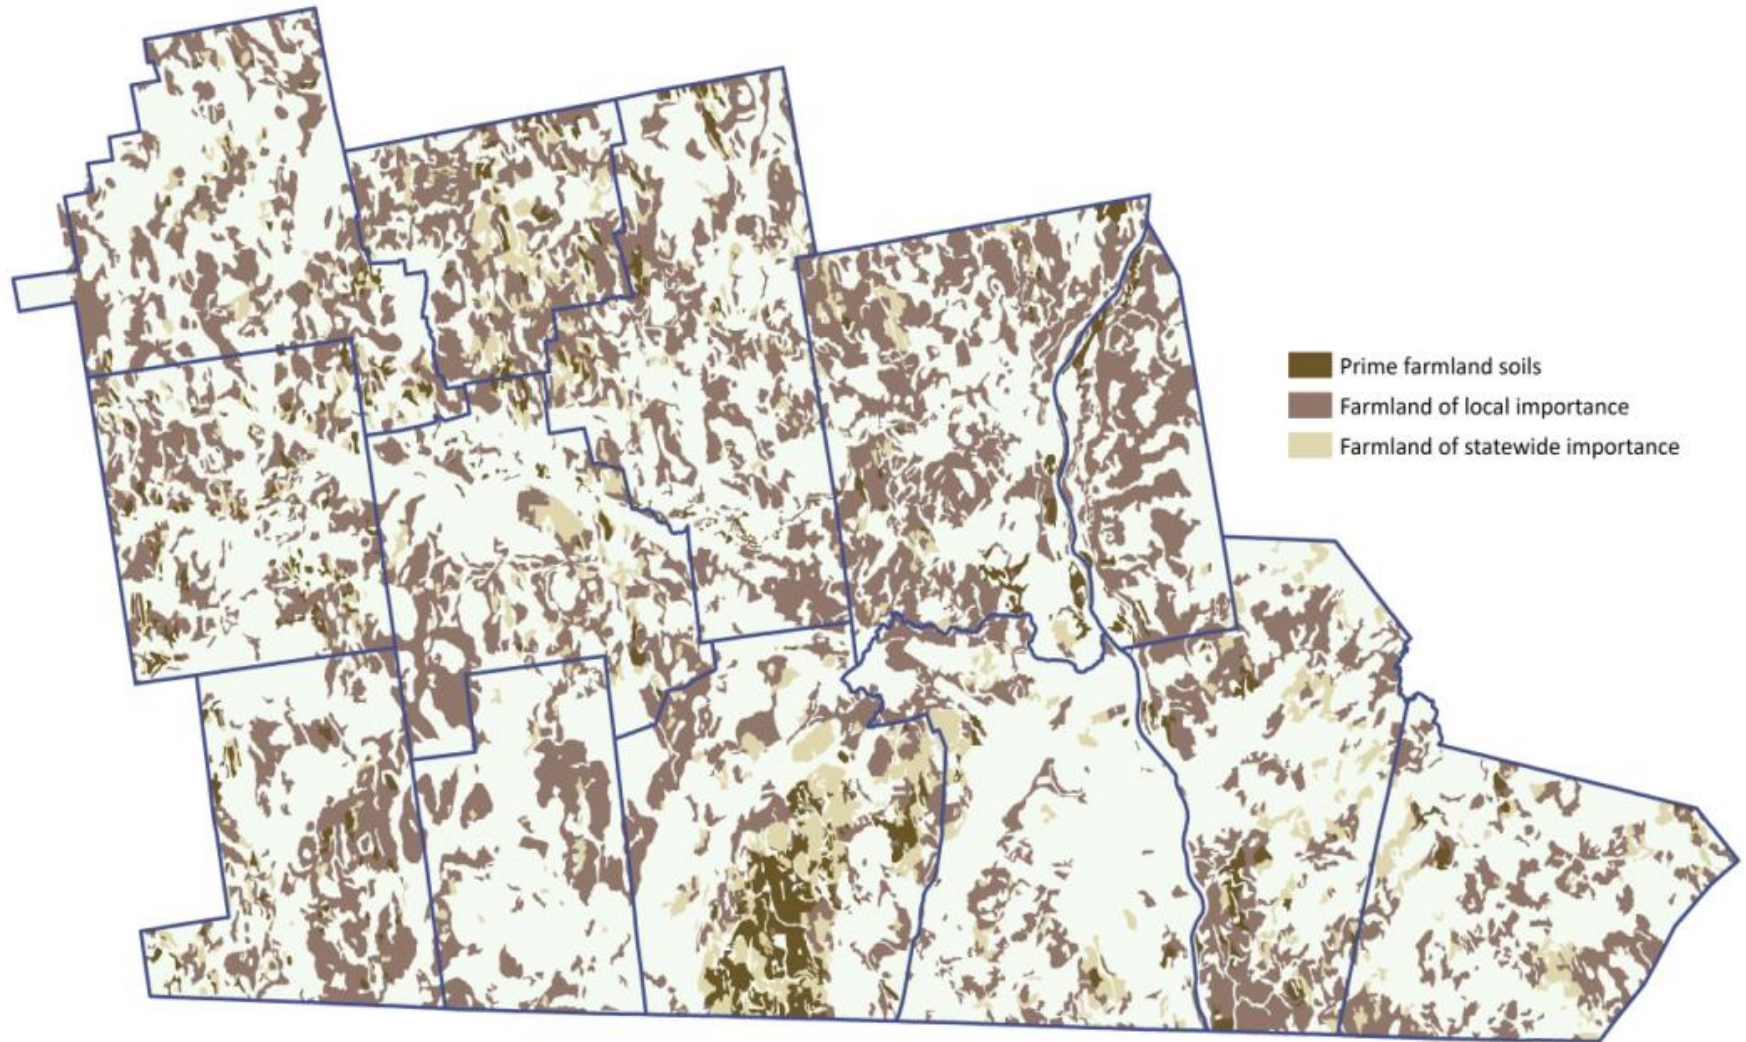 Prime farmland soils
Farmland of local importance
Farmland of statewide importance